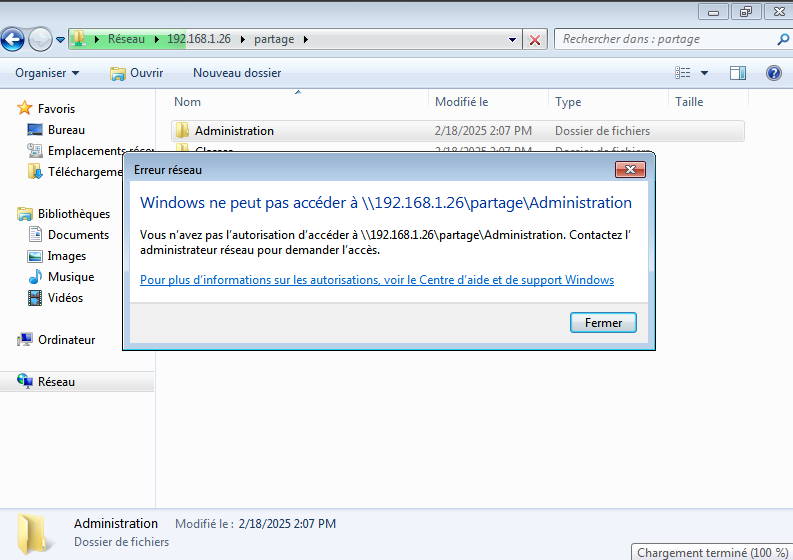 Réseau 192.168.1.26 partage
Rechercher dans : partage
Organiser Ouvrir Nouveau dossier
Nom Modifié le Type Taille
Favoris
Bureau
Emplacements
Téléchargeme
Administration 2/18/2025 2:07 PM Dossier de fichiers
2/18/2025 2:07 PM Dossier de fichiers
Erreur réseau
Windows ne peut pas accéder à \\192.168.1.26\partage\Administration
Vous n'avez pas l'autorisation d'accéder à \\192.168.1.26\partage\Administration. Contactez l'
administrateur réseau pour demander l'accès.
Pour plus d'informations sur les autorisations, voir le Centre d'aide et de support Windows
Fermer
Bibliothèques
Documents
Images
Musique
Vidéos
Ordinateur
Réseau
Administration Modifié le : 2/18/2025 2:07 PM
Dossier de fichiers
Chargement terminé (100 %)